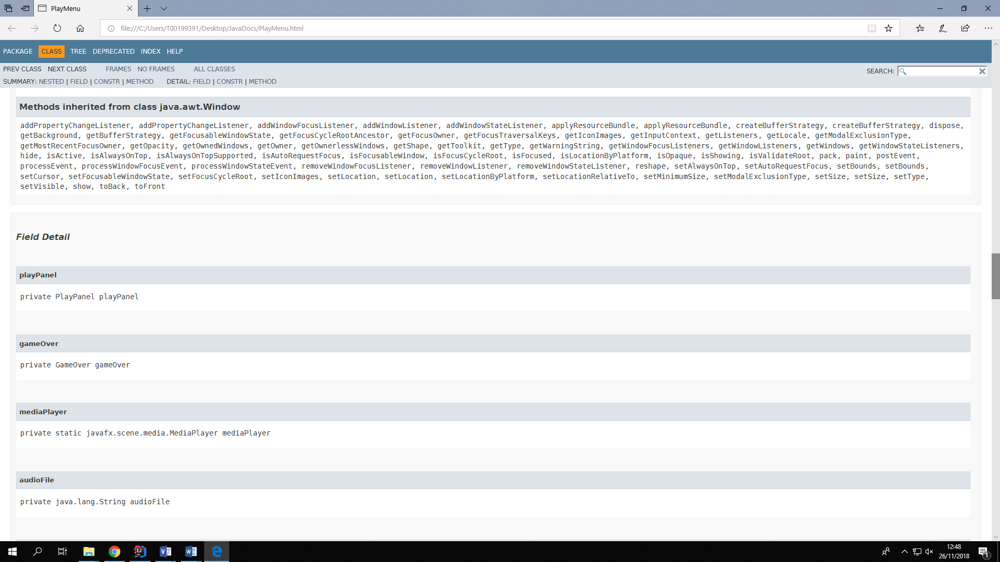 PlayMenu
file:///C:/Users/T00199391/Desktop/JavaDocs/PlayMenu.html
PACKAGE CLASS TREE DEPRECATED INDEX HELP
PREV CLASS NEXT CLASS FRAMES NO FRAMES ALL CLASSES
SEARCH:
SUMMARY: NESTED | FIELD | CONSTR | METHOD DETAIL: FIELD | CONSTR | METHOD
Methods inherited from class java.awt.Window
addPropertyChangeListener, addPropertyChangeListener, addWindowFocusListener, addWindowListener, addWindowStateListener, applyResourceBundle, applyResourceBundle, createBufferStrategy, createBufferStrategy, dispose,
getBackground, getBufferStrategy, getFocusableWindowState, getFocusCycleRootAncestor, getFocusOwner, getFocusTraversalKeys, getIconImages, getInputContext, getListeners, getLocale, getModalExclusionType,
getMostRecentFocusOwner, getOpacity, getOwnedWindows, getOwner, getOwnerlessWindows, getShape, getToolkit, getType, getWarningString, getWindowFocusListeners, getWindowListeners, getWindows, getWindowStateListeners,
hide, isActive, isAlwaysOnTop, isAlwaysOnTopSupported, isAutoRequestFocus, isFocusableWindow, isFocusCycleRoot, isFocused, isLocationByPlatform, isOpaque, isShowing, isValidateRoot, pack, paint, postEvent,
processEvent, processWindowFocusEvent, processWindowStateEvent, removeWindowFocusListener, removeWindowListener, removeWindowStateListener, reshape, setAlwaysOnTop, setAutoRequestFocus, setBounds, setBounds,
setCursor, setFocusableWindowState, setFocusCycleRoot, setIconImages, setLocation, setLocation, setLocationByPlatform, setLocationRelativeTo, setMinimumSize, setModalExclusionType, setSize, setSize, setType,
setVisible, show, toBack, toFront
Field Detail
playPanel
private PlayPanel playPanel
gameOver
private GameOver gameOver
mediaPlayer
private static javafx.scene.media.MediaPlayer mediaPlayer
audioFile
private java.lang.String audioFile
12:48
26/11/2018
1